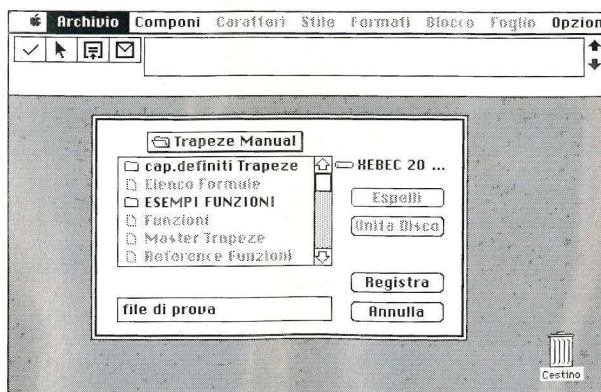 Archivio Componi Caratteri Stile Formati Blocco Foglio Opzion
Trapeze Manual
cap.definiti Trapeze
Elenco Formule
ESEMPI FUNZIONI
Funzioni
Master Trapeze
Reference Funzioni
XEBEC 20 ...
Espelli
Unità Disco
Registra
Annulla
file di prova
Cestino